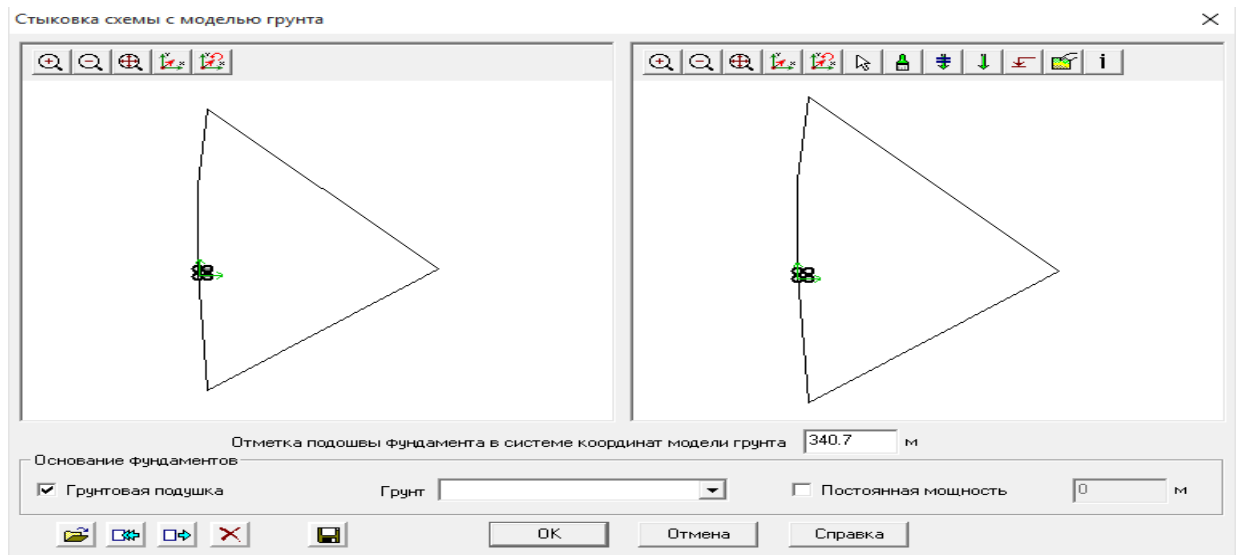 Стыковка схемы с моделью грунта
Отметка подошвы фундамента в системе координат модели грунта 340.7 м
Основание фундаментов
Грунтовая подушка Грунт Постоянная мощность 0 м
ОК Отмена Справка